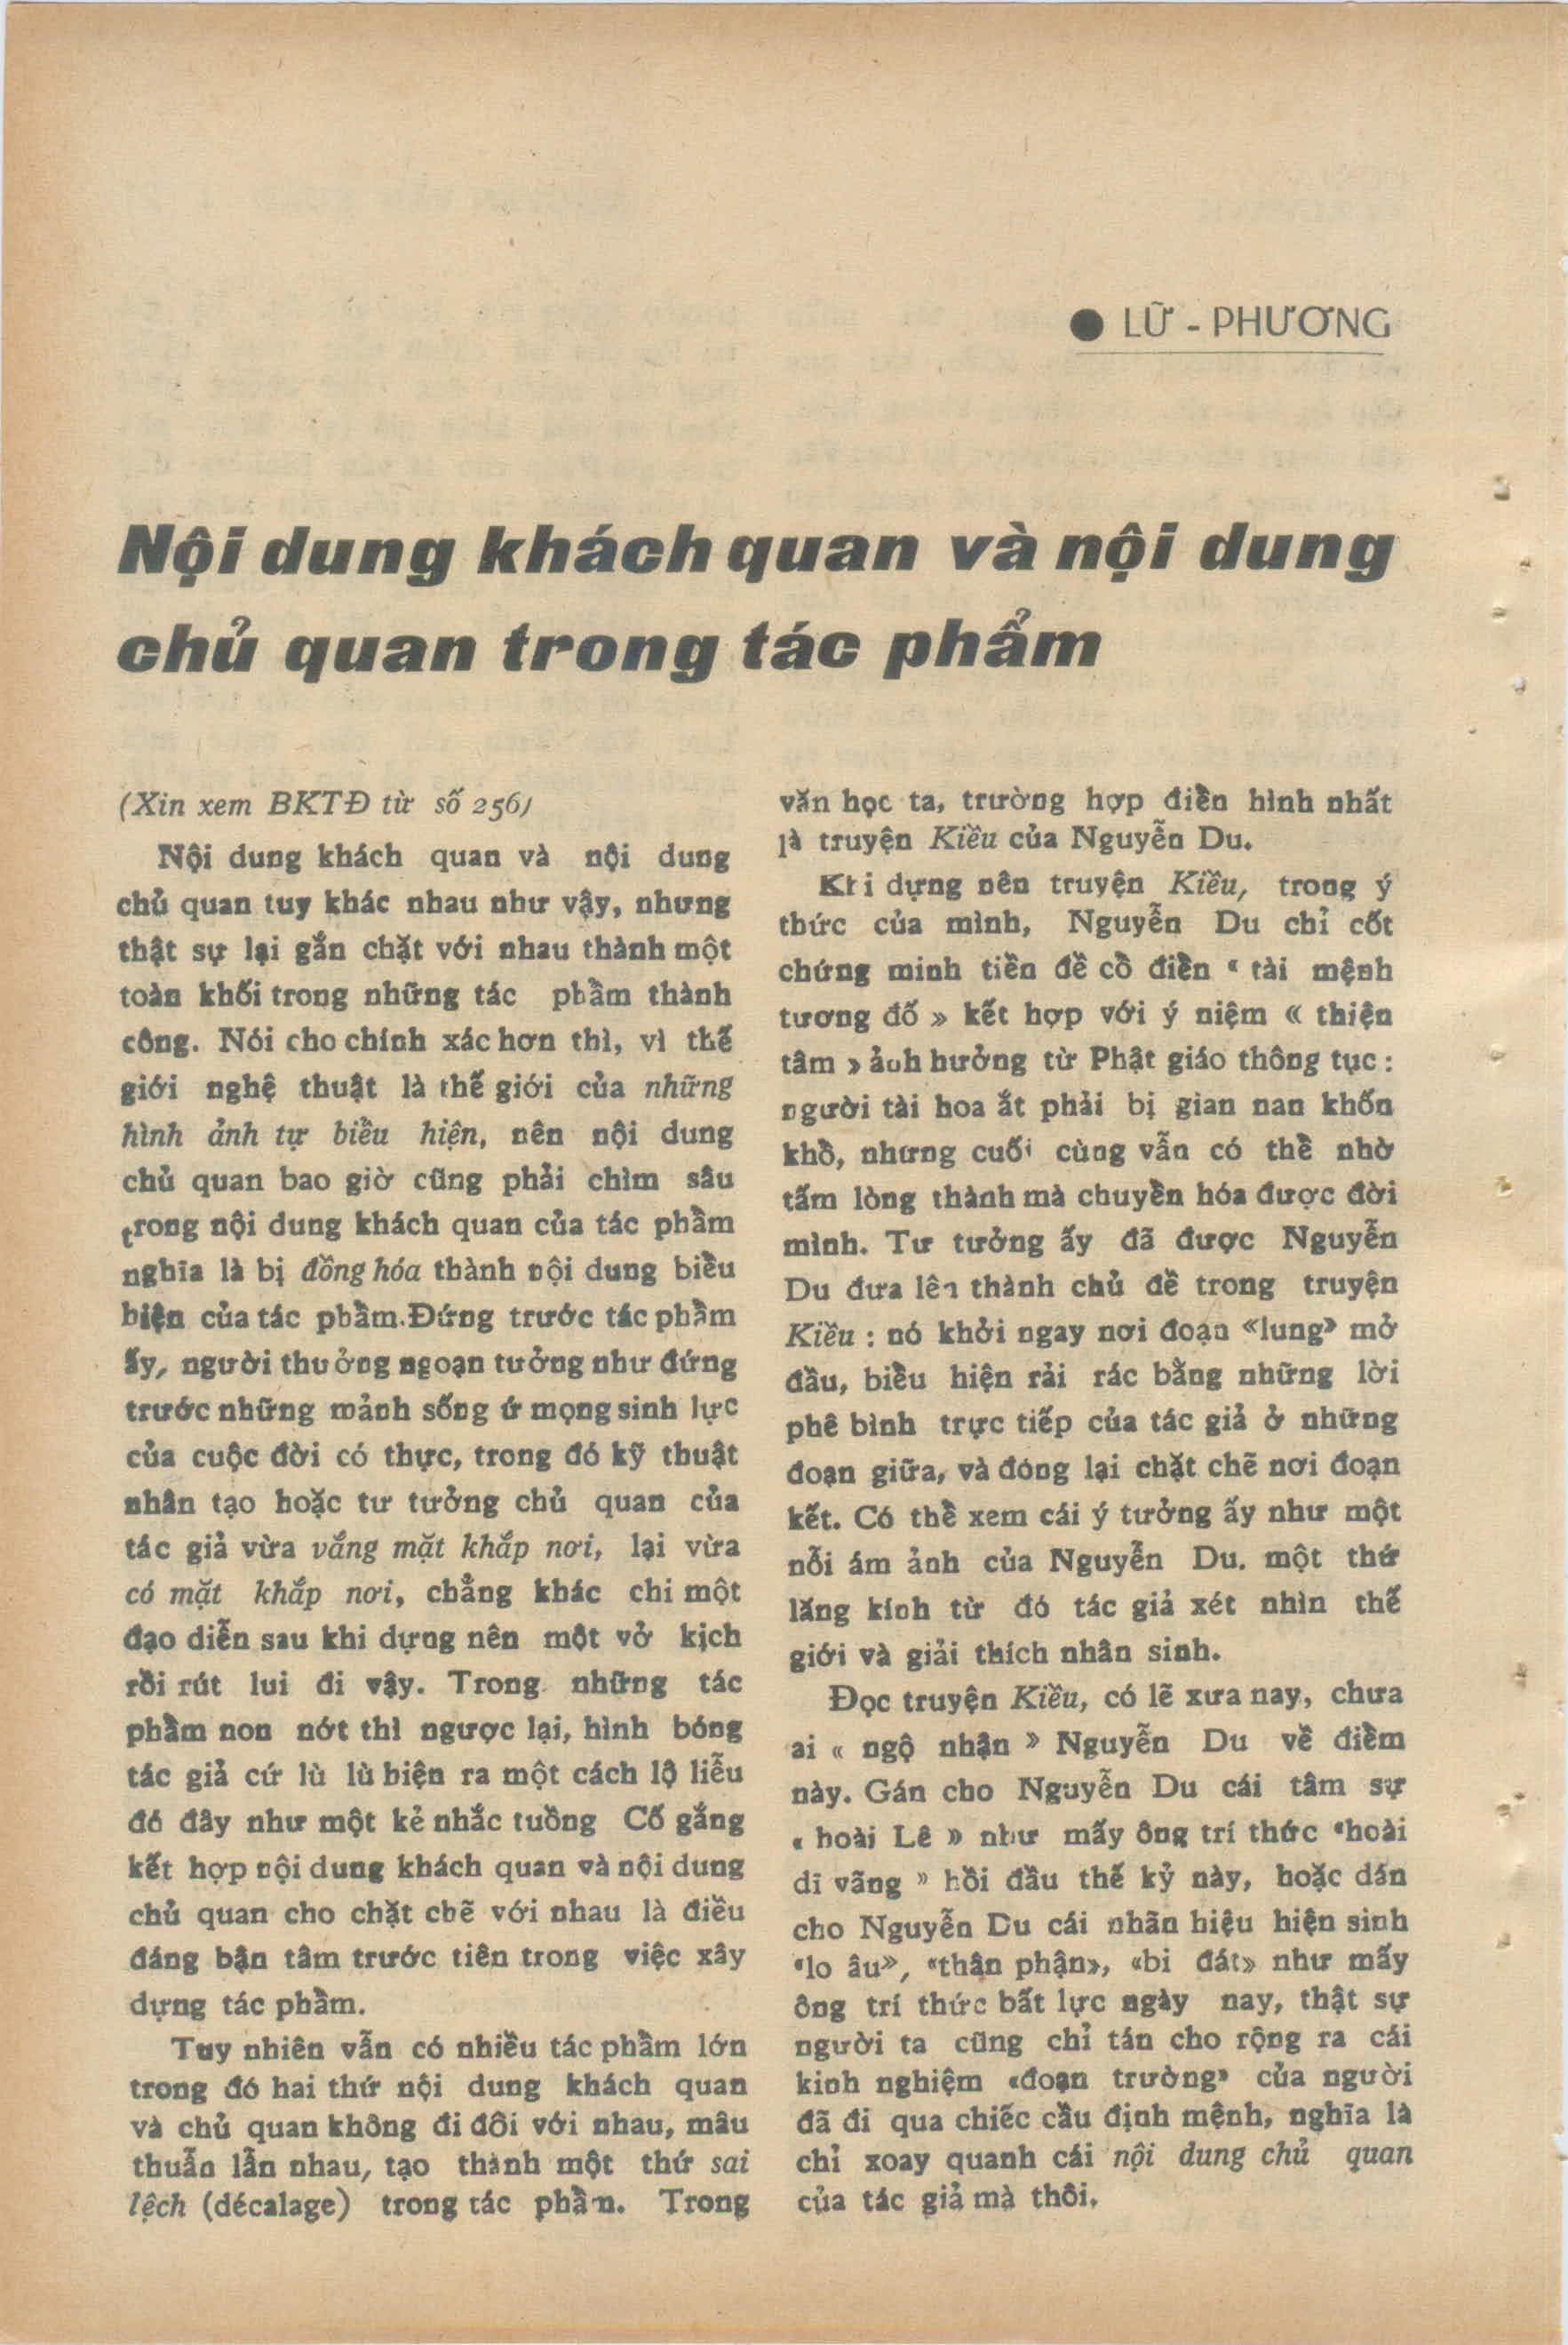 ● LỮ - PHƯƠNG
Nội dung khách quan và nội dung
chủ quan trong tác phẩm
(Xin xem BKTĐ từ số 256)
Nội dung khách quan và nội dung
chủ quan tuy khác nhau như vậy, nhưng
thật sự lại gắn chặt với nhau thành một
toàn khối trong những tác phẩm thành
công. Nói cho chính xác hơn thì, vì thế
giới nghệ thuật là thế giới của những
hình ảnh tự biểu hiện, nên nội dung
chủ quan bao giờ cũng phải chìm sâu
trong nội dung khách quan của tác phẩm
nghĩa là bị đồng hóa thành nội dung biểu
hiện của tác phẩm. Đứng trước tác phẩm
ấy, người thưởng ngoạn tưởng như đứng
trước những mảnh sống ứ mọng sinh lực
của cuộc đời có thực, trong đó kỹ thuật
nhân tạo hoặc tư tưởng chủ quan của
tác giả vừa vắng mặt khắp nơi, lại vừa
có mặt khắp nơi, chẳng khác chi một
đạo diễn sau khi dựng nên một vở kịch
rồi rút lui đi vậy. Trong những tác
phẩm non nớt thì ngược lại, hình bóng
tác giả cứ lù lù hiện ra một cách lộ liễu
đó đây như một kẻ nhắc tuồng Cố gắng
kết hợp nội dung khách quan và nội dung
chủ quan cho chặt chẽ với nhau là điều
đáng bận tâm trước tiên trong việc xây
dựng tác phẩm.
Tuy nhiên vẫn có nhiều tác phẩm lớn
trong đó hai thứ nội dung khách quan
và chủ quan không đi đôi với nhau, mâu
thuẫn lẫn nhau, tạo thành một thứ sai
lệch (décalage) trong tác phẩm. Trong
văn học ta, trường hợp điển hình nhất
là truyện Kiều của Nguyễn Du.
Khi dựng nên truyện Kiều, trong ý
thức của mình, Nguyễn Du chỉ cốt
chứng minh tiền đề cổ điển « tài mệnh
tương đố » kết hợp với ý niệm « thiện
tâm » ảnh hưởng từ Phật giáo thông tục :
người tài hoa ắt phải bị gian nan khốn
khổ, nhưng cuối cùng vẫn có thể nhờ
tấm lòng thành mà chuyển hóa được đời
mình. Tư tưởng ấy đã được Nguyễn
Du đưa lên thành chủ đề trong truyện
Kiều : nó khởi ngay nơi đoạn «lung» mở
đầu, biểu hiện rải rác bằng những lời
phê bình trực tiếp của tác giả ở những
đoạn giữa, và đóng lại chặt chẽ nơi đoạn
kết. Có thể xem cái ý tưởng ấy như một
nỗi ám ảnh của Nguyễn Du. một thứ
lăng kính từ đó tác giả xét nhìn thế
giới và giải thích nhân sinh.
Đọc truyện Kiều, có lẽ xưa nay, chưa
ai « ngộ nhận » Nguyễn Du về điểm
này. Gán cho Nguyễn Du cái tâm sự
« hoài Lê » như mấy ông trí thức «hoài
dĩ vãng » hồi đầu thế kỷ này, hoặc dán
cho Nguyễn Du cái nhãn hiệu hiện sinh
«lo âu», «thận phận», «bi đát» như mấy
ông trí thức bất lực ngày nay, thật sự
người ta cũng chỉ tán cho rộng ra cái
kinh nghiệm «đoạn trường» của người
đã đi qua chiếc cầu định mệnh, nghĩa là
chỉ xoay quanh cái nội dung chủ quan
của tác giả mà thôi.